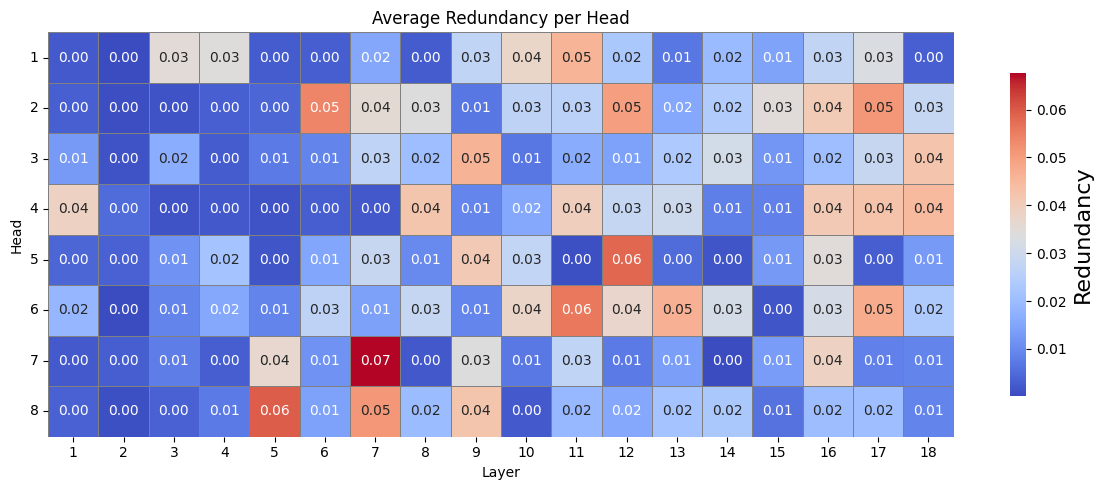 Average Redundancy per Head
1 0.00 0.00 0.03 0.03 0.00 0.00 0.02 0.00 0.03 0.04 0.05 0.02 0.01 0.02 0.01 0.03 0.03 0.00
2 0.00 0.00 0.00 0.00 0.00 0.05 0.04 0.03 0.01 0.03 0.03 0.05 0.02 0.02 0.03 0.04 0.05 0.03
3 0.01 0.00 0.02 0.00 0.01 0.01 0.03 0.02 0.05 0.01 0.02 0.01 0.02 0.03 0.01 0.02 0.03 0.04
4 0.04 0.00 0.00 0.00 0.00 0.00 0.00 0.04 0.01 0.02 0.04 0.03 0.03 0.01 0.01 0.04 0.04 0.04
5 0.00 0.00 0.01 0.02 0.00 0.01 0.03 0.01 0.04 0.03 0.00 0.06 0.00 0.00 0.01 0.03 0.00 0.01
6 0.02 0.00 0.01 0.02 0.01 0.03 0.01 0.03 0.01 0.04 0.06 0.04 0.05 0.03 0.00 0.03 0.05 0.02
7 0.00 0.00 0.01 0.00 0.04 0.01 0.07 0.00 0.03 0.01 0.03 0.01 0.01 0.00 0.01 0.04 0.01 0.01
8 0.00 0.00 0.00 0.01 0.06 0.01 0.05 0.02 0.04 0.00 0.02 0.02 0.02 0.02 0.01 0.02 0.02 0.01
1 2 3 4 5 6 7 8 9 10 11 12 13 14 15 16 17 18
Layer
Head
0.06
0.05
0.04
0.03
0.02
0.01
Redundancy